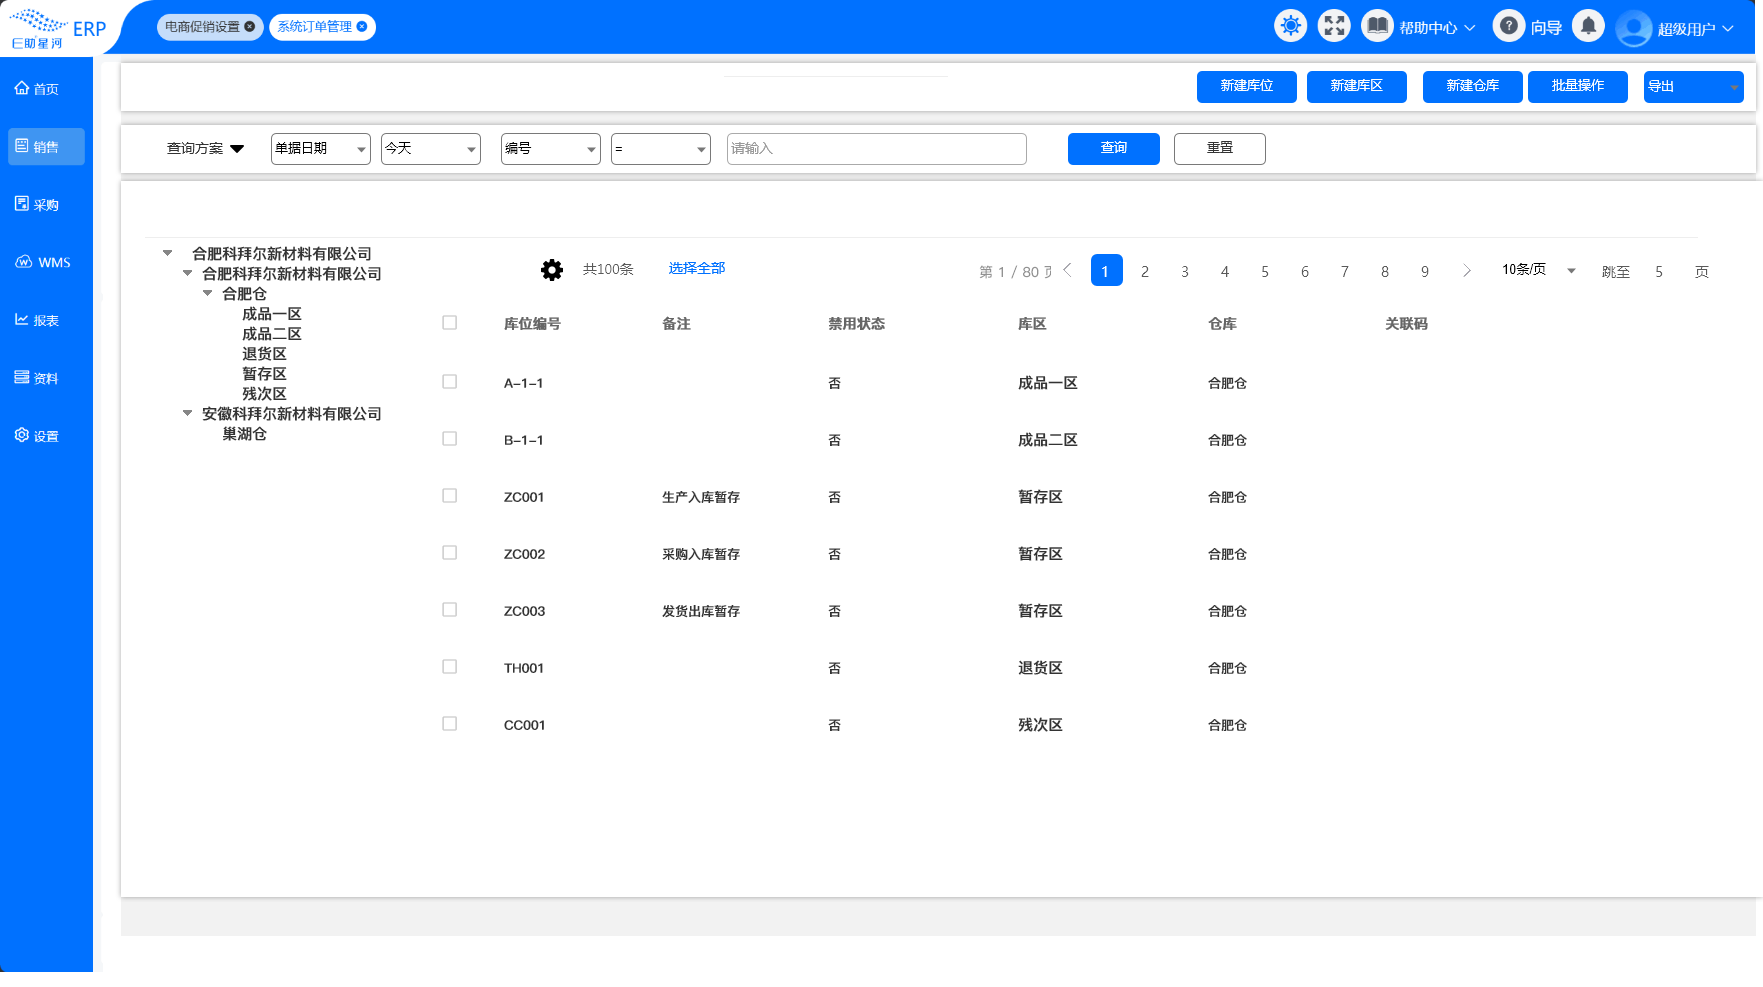 巨助星河 ERP
电商促销设置 系统订单管理 帮助中心 向导 超级用户
首页
销售
采购
WMS
报表
资料
设置
新建库位 新建库区 新建仓库 批量操作 导出
查询方案 单据日期 今天 编号 = 请输入 查询 重置
合肥科拜尔新材料有限公司
合肥科拜尔新材料有限公司
合肥仓
成品一区
成品二区
退货区
暂存区
残次区
安徽科拜尔新材料有限公司
巢湖仓
共100条 选择全部 第 1 / 80 页 1 2 3 4 5 6 7 8 9 10条/页 跳至 5 页
库位编号 备注 禁用状态 库区 仓库 关联码
A-1-1 否 成品一区 合肥仓
B-1-1 否 成品二区 合肥仓
ZC001 生产入库暂存 否 暂存区 合肥仓
ZC002 采购入库暂存 否 暂存区 合肥仓
ZC003 发货出库暂存 否 暂存区 合肥仓
TH001 否 退货区 合肥仓
CC001 否 残次区 合肥仓